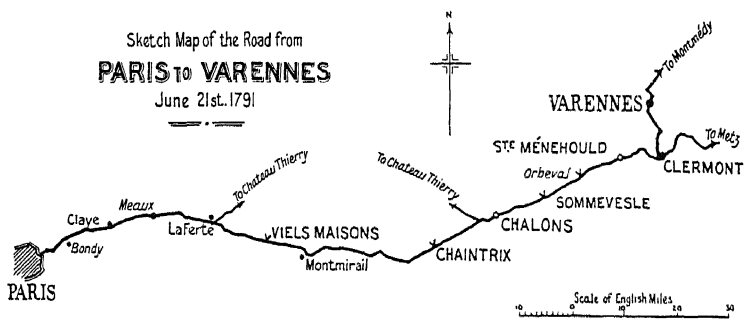 Sketch Map of the Road from
PARIS TO VARENNES
June 21st. 1791
N
To Montmédy
VARENNES
To Metz
STE MÉNEHOULD
CLERMONT
Orbeval
SOMMEVESLE
To Chateau Thierry
To Chateau Thierry
CHALONS
Meaux
Claye
LaFerté
VIELS MAISONS
CHAINTRIX
Bondy
Montmirail
PARIS
Scale of English Miles
10 0 10 20 30